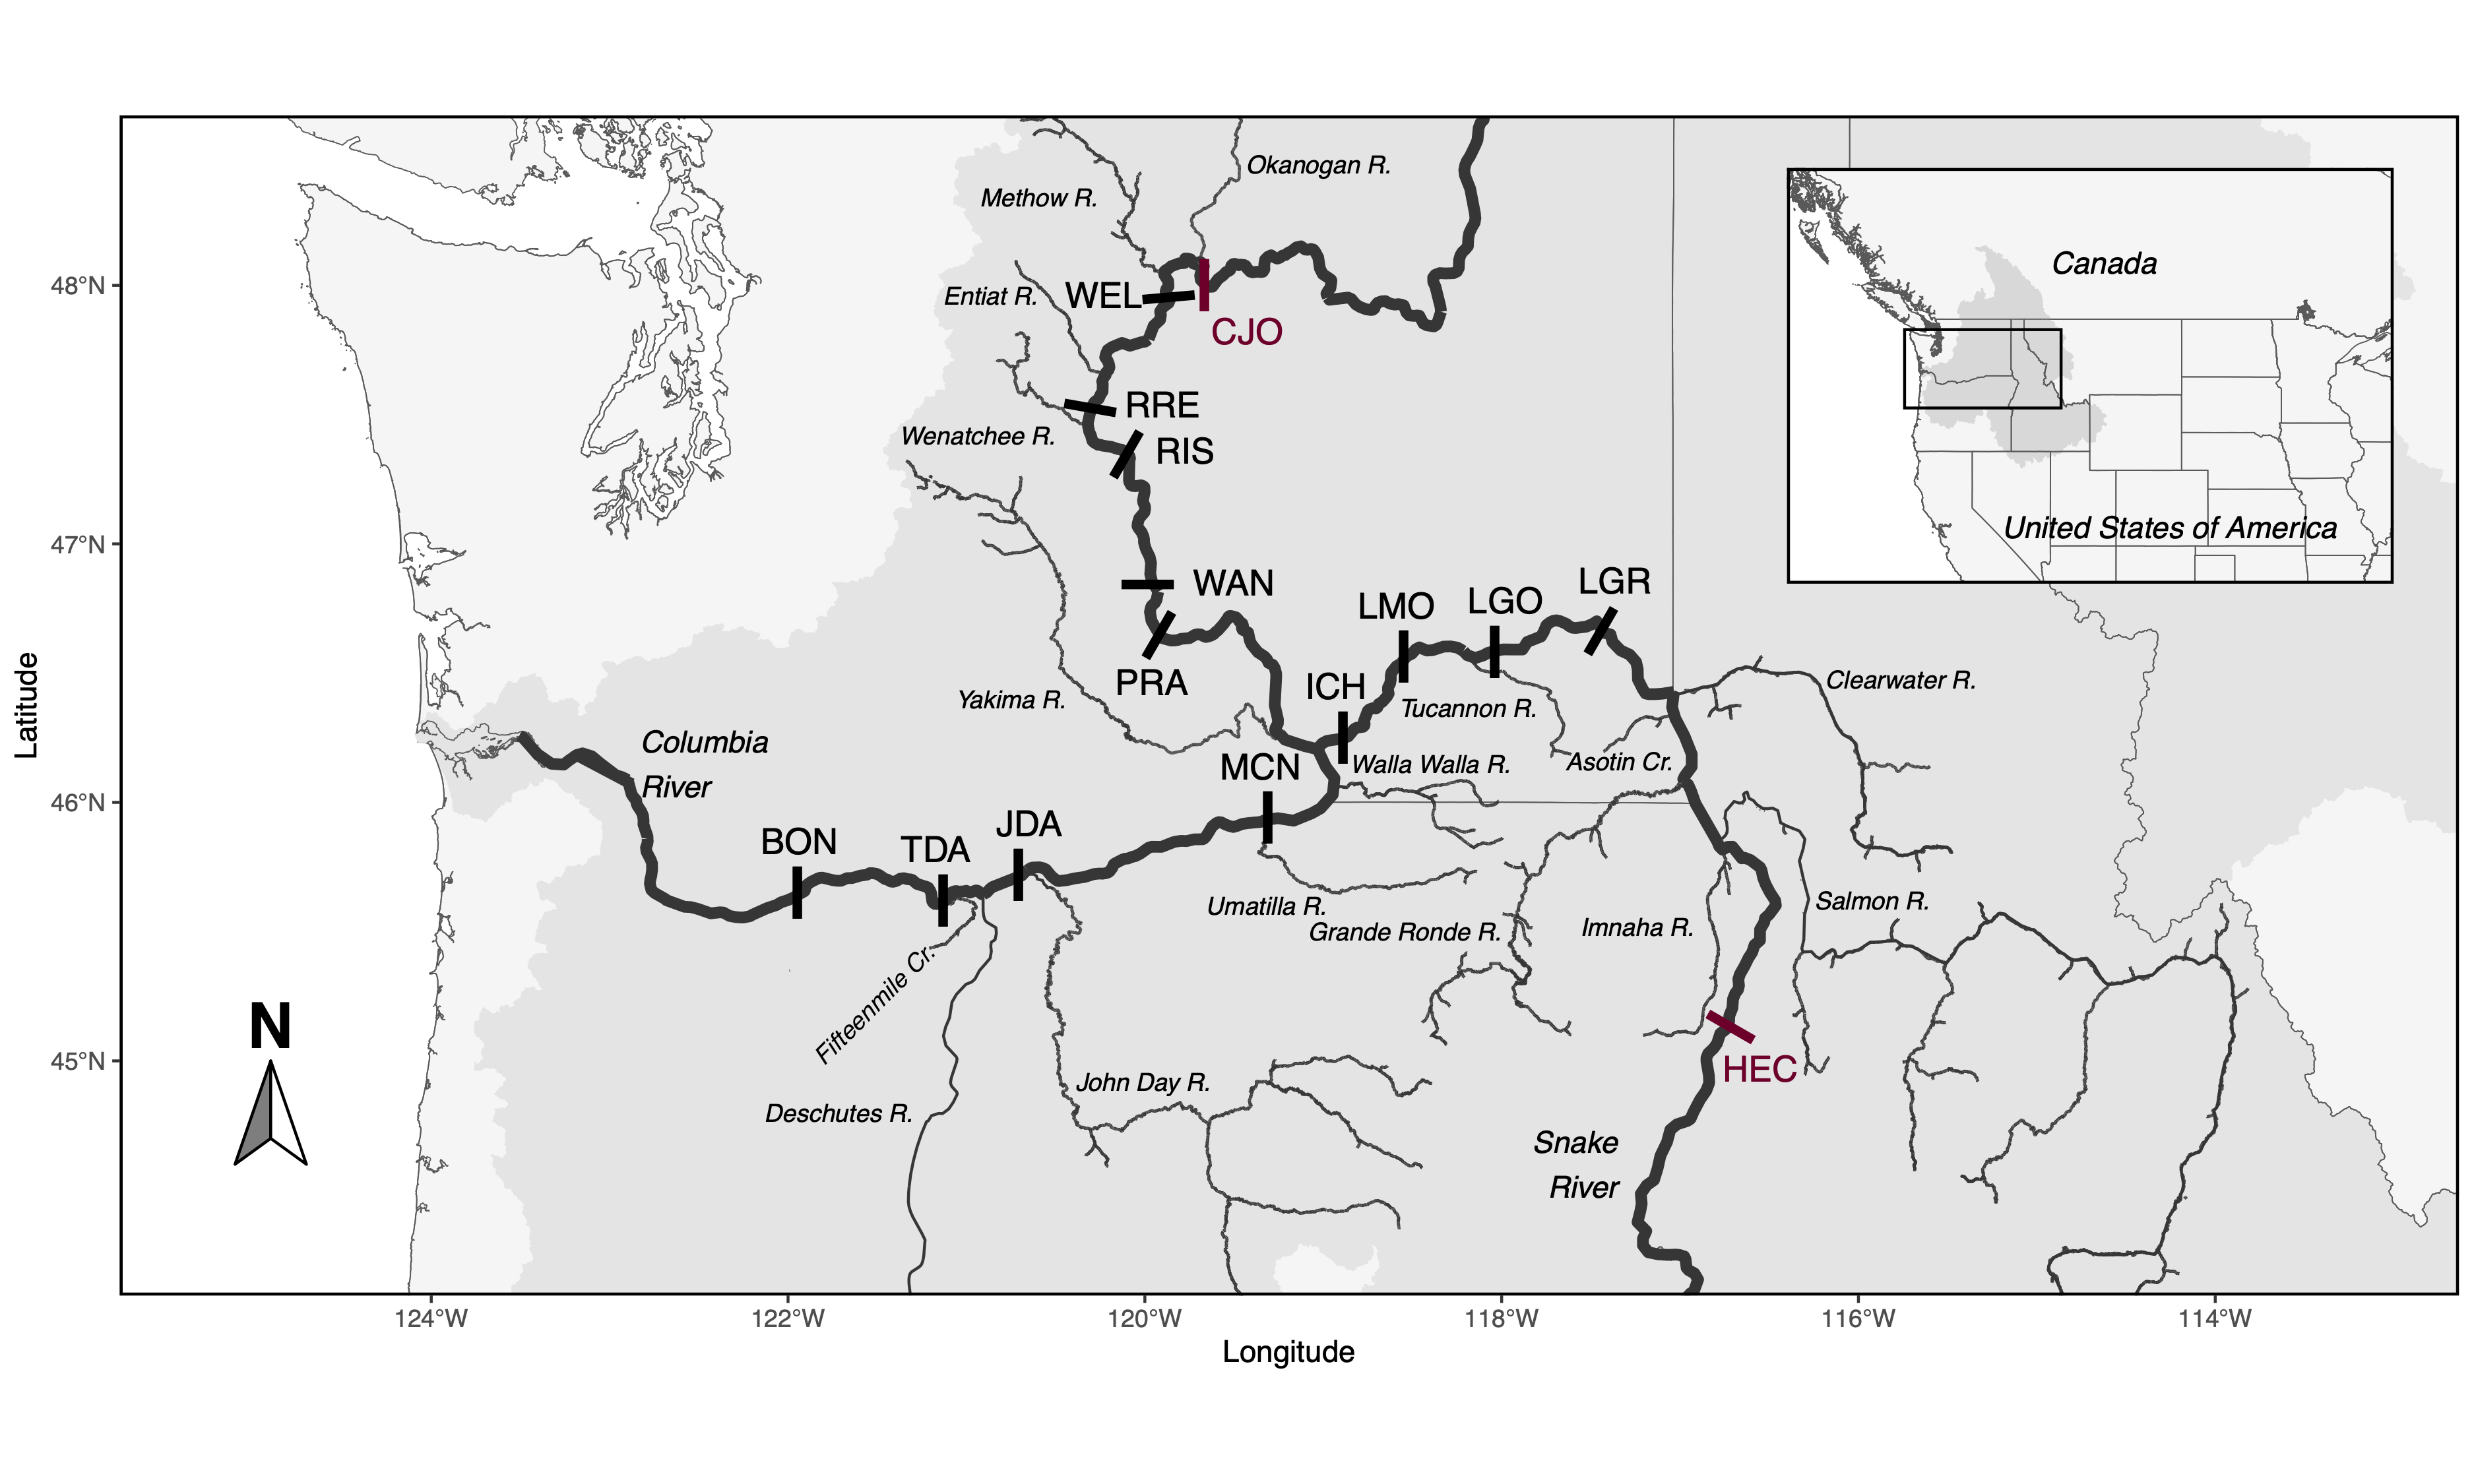 Okanogan R.
Methow R.
Canada
48°N
Entiat R.
WEL
CJO
RRE
Wenatchee R.
RIS
United States of America
47°N
WAN
LGR
LMO
LGO
PRA
ICH
Clearwater R.
Yakima R.
Tucannon R.
Latitude
Columbia
River
MCN
Walla Walla R.
Asotin Cr.
46°N
BON
TDA
JDA
Umatilla R.
Salmon R.
Grande Ronde R.
Imnaha R.
Fifteenmile Cr.
N
45°N
HEC
John Day R.
Deschutes R.
Snake
River
124°W
122°W
120°W
118°W
116°W
114°W
Longitude